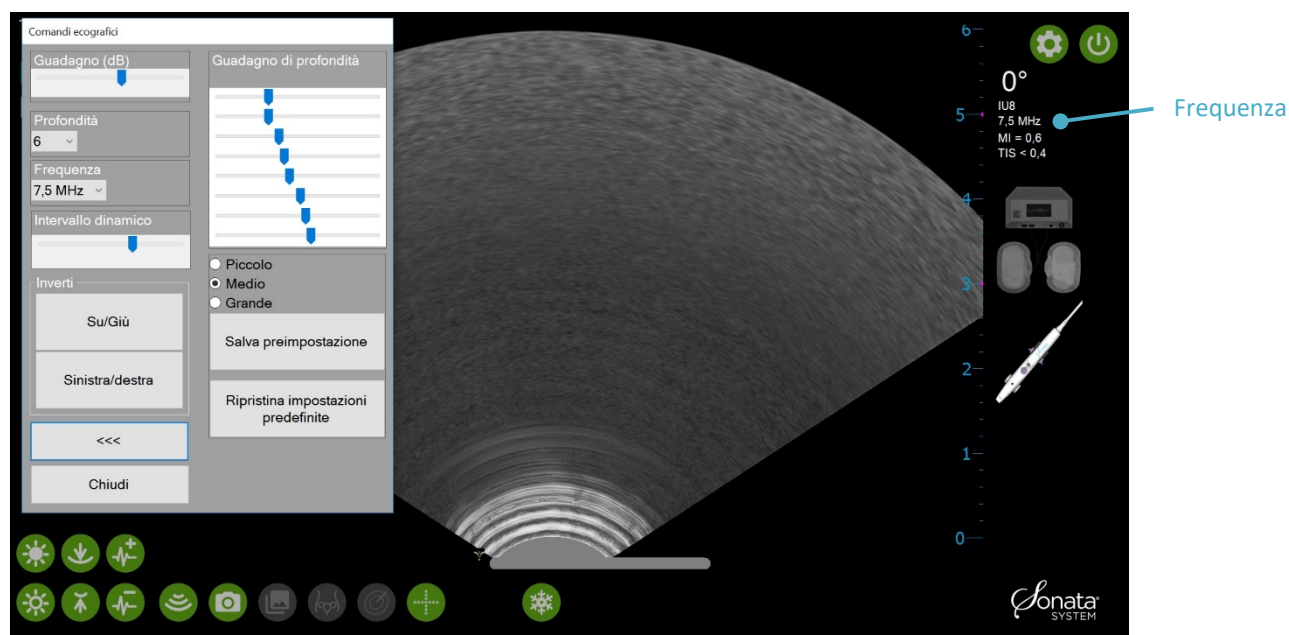 Comandi ecografici
Guadagno (dB)
Profondità
6
Frequenza
7,5 MHz
Intervallo dinamico
Inverti
Su/Giù
Sinistra/destra
<<<
Chiudi
Guadagno di profondità
Piccolo
Medio
Grande
Salva preimpostazione
Ripristina impostazioni
predefinite
6
5
4
3
2
1
0
0°
IU8
7,5 MHz
MI = 0,6
TIS < 0,4
Frequenza
Sonata
SYSTEM